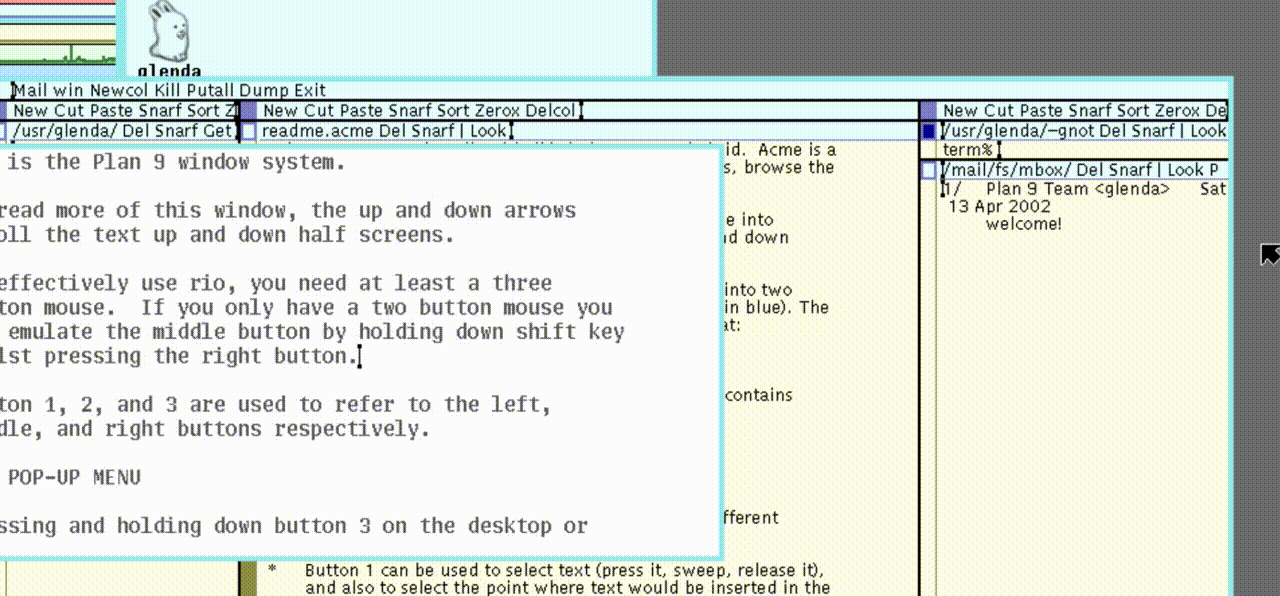 glenda
Mail win Newcol Kill Putall Dump Exit
New Cut Paste Snarf Sort Z
/usr/glenda/ Del Snarf Get
New Cut Paste Snarf Sort Zerox Delcol
readme.acme Del Snarf | Look
New Cut Paste Snarf Sort Zerox De
/usr/glenda/-gnot Del Snarf | Look
term%
/mail/fs/mbox/ Del Snarf | Look P
1/ Plan 9 Team <glenda> Sat
13 Apr 2002
welcome!
is the Plan 9 window system.
read more of this window, the up and down arrows
oll the text up and down half screens.
effectively use rio, you need at least a three
ton mouse. If you only have a two button mouse you
emulate the middle button by holding down shift key
lst pressing the right button.
ton 1, 2, and 3 are used to refer to the left,
dle, and right buttons respectively.
POP-UP MENU
ssing and holding down button 3 on the desktop or
id. Acme is a
s, browse the
e into
d down
into two
in blue). The
at:
contains
fferent
* Button 1 can be used to select text (press it, sweep, release it),
and also to select the point where text would be inserted in the